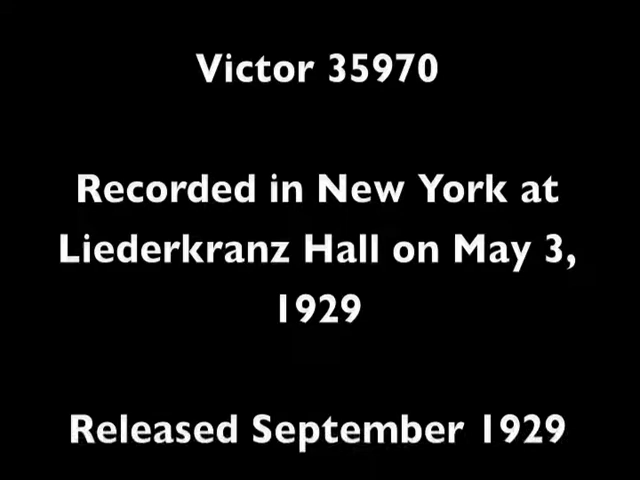 Victor 35970
Recorded in New York at
Liederkranz Hall on May 3,
1929
Released September 1929